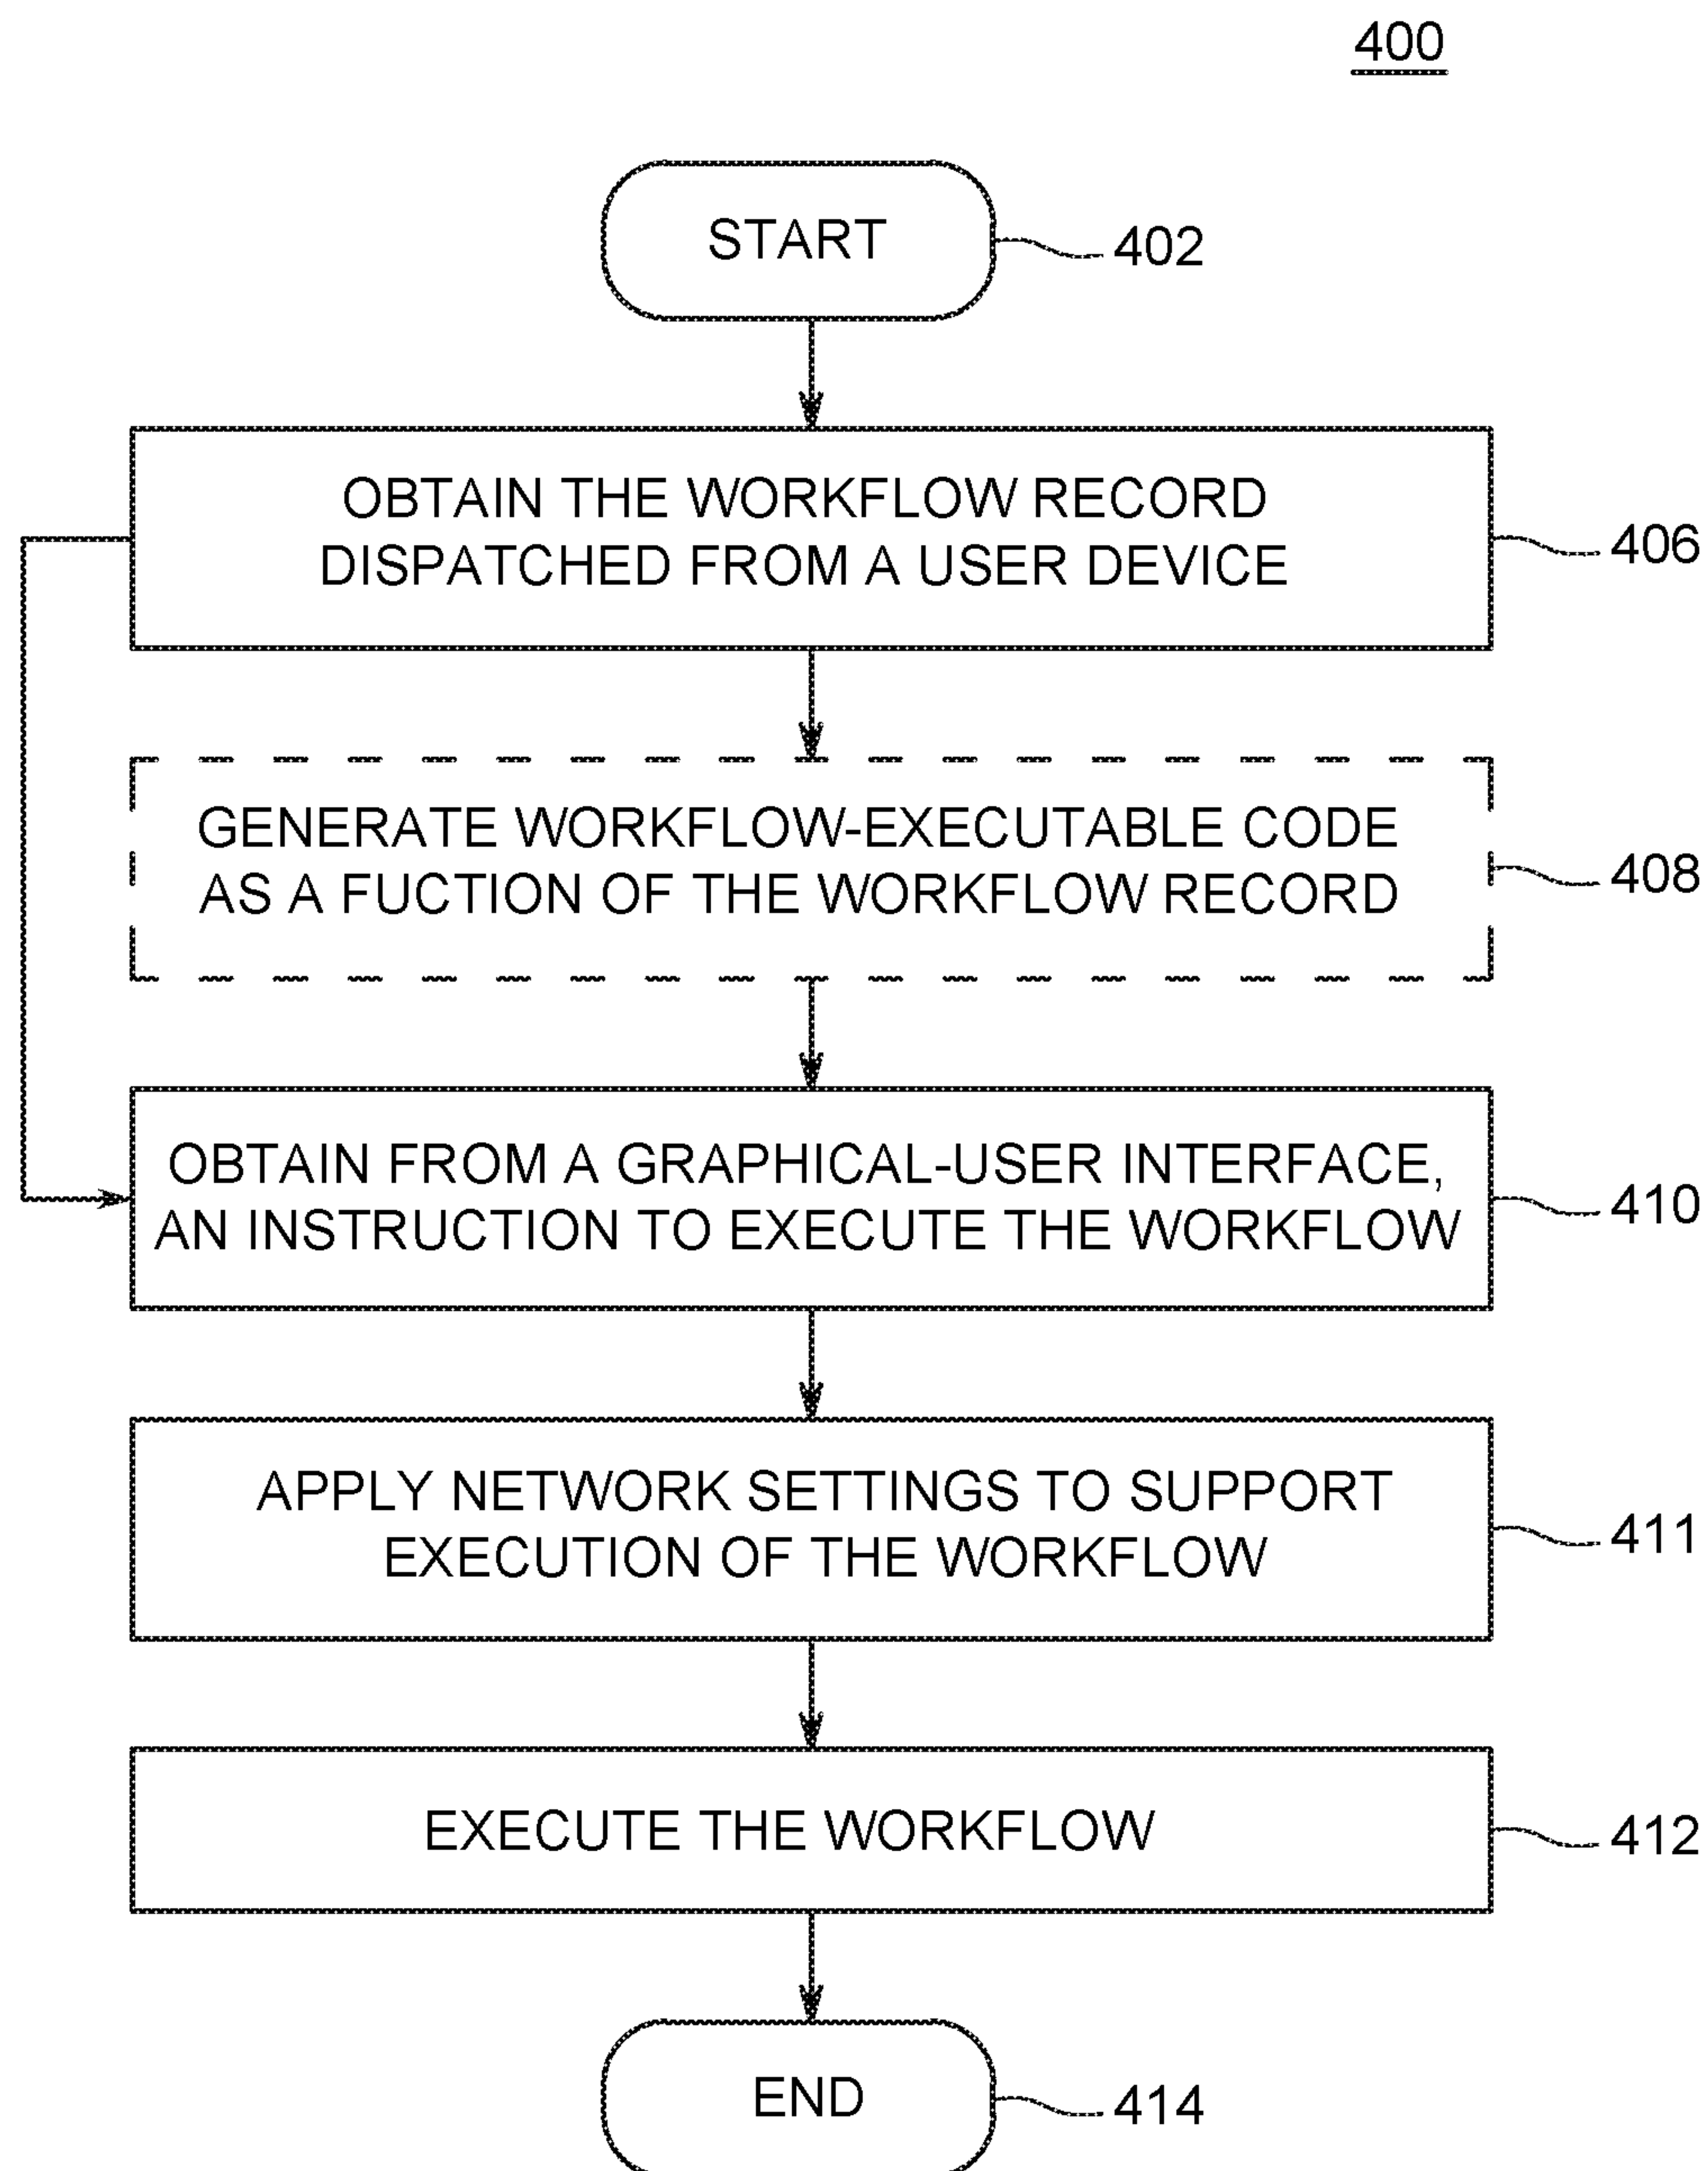 400
START
402
OBTAIN THE WORKFLOW RECORD
DISPATCHED FROM A USER DEVICE
406
GENERATE WORKFLOW-EXECUTABLE CODE
AS A FUCTION OF THE WORKFLOW RECORD
408
OBTAIN FROM A GRAPHICAL-USER INTERFACE,
AN INSTRUCTION TO EXECUTE THE WORKFLOW
410
APPLY NETWORK SETTINGS TO SUPPORT
EXECUTION OF THE WORKFLOW
411
EXECUTE THE WORKFLOW
412
END
414